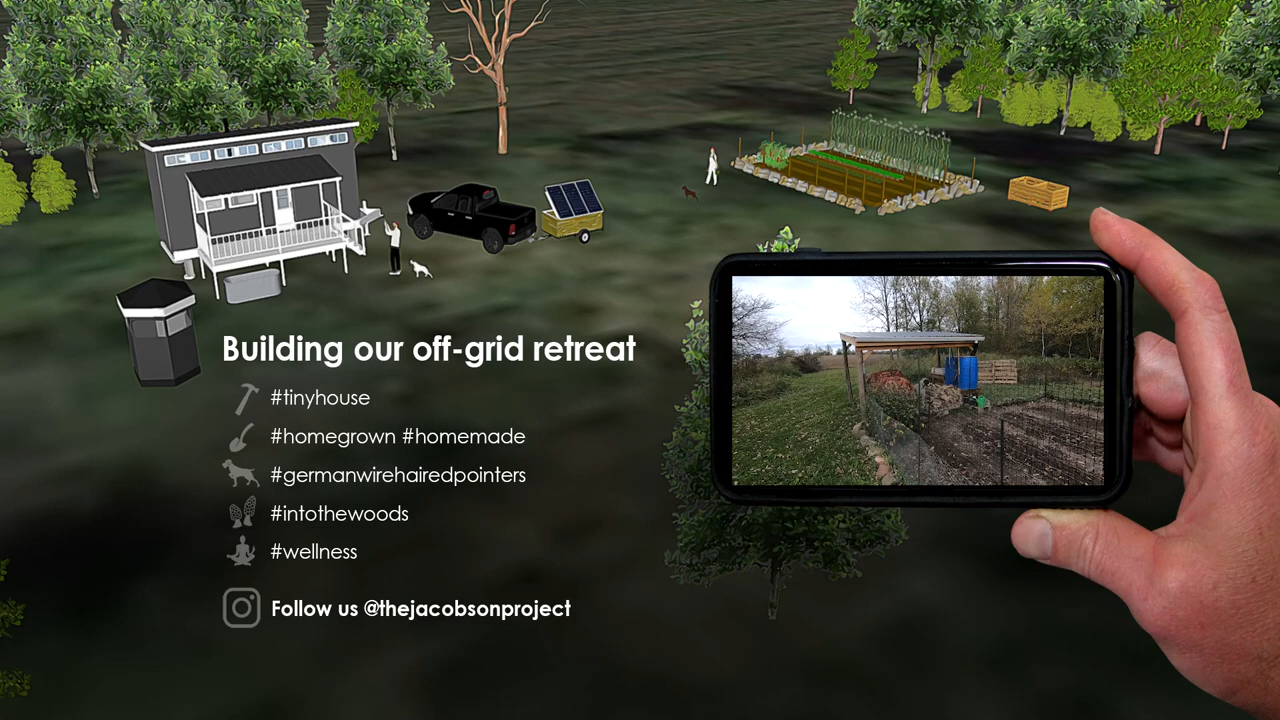 Building our off-grid retreat
#tinyhouse
#homegrown #homemade
#germanwirehairedpointers
#intothewoods
#wellness
Follow us @thejacobsonproject